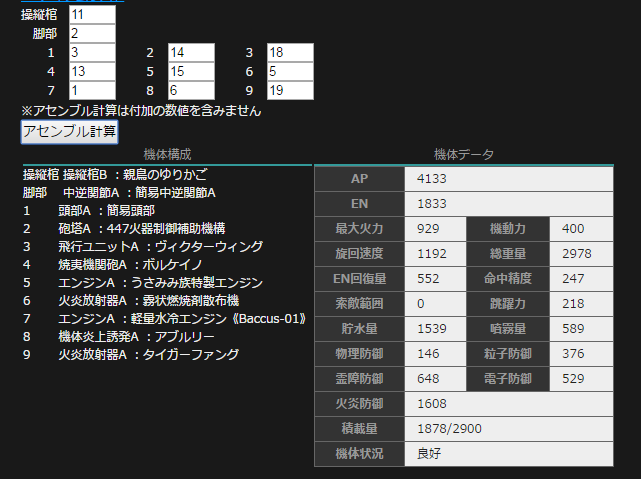 操縦棺 11
脚部 2
1 3 2 14 3 18
4 13 5 15 6 5
7 1 8 6 9 19
※アセンブル計算は付加の数値を含みません
アセンブル計算
機体構成
操縦棺 操縦棺B ：親鳥のゆりかご
脚部 中逆関節A ：簡易中逆関節A
1 頭部A ：簡易頭部
2 砲塔A ：447火器制御補助機構
3 飛行ユニットA ：ヴィクターウィング
4 焼夷機関砲A ：ボルケイノ
5 エンジンA ：うさみみ族特製エンジン
6 火炎放射器A ：霧状燃焼剤散布機
7 エンジンA ：軽量水冷エンジン《Baccus-01》
8 機体炎上誘発A ：アブルリー
9 火炎放射器A ：タイガーファング
機体データ
AP 4133
EN 1833
最大火力 929 機動力 400
旋回速度 1192 総重量 2978
EN回復量 552 命中精度 247
索敵範囲 0 跳躍力 218
貯水量 1539 噴霧量 589
物理防御 146 粒子防御 376
霊障防御 648 電子防御 529
火炎防御 1608
積載量 1878/2900
機体状況 良好